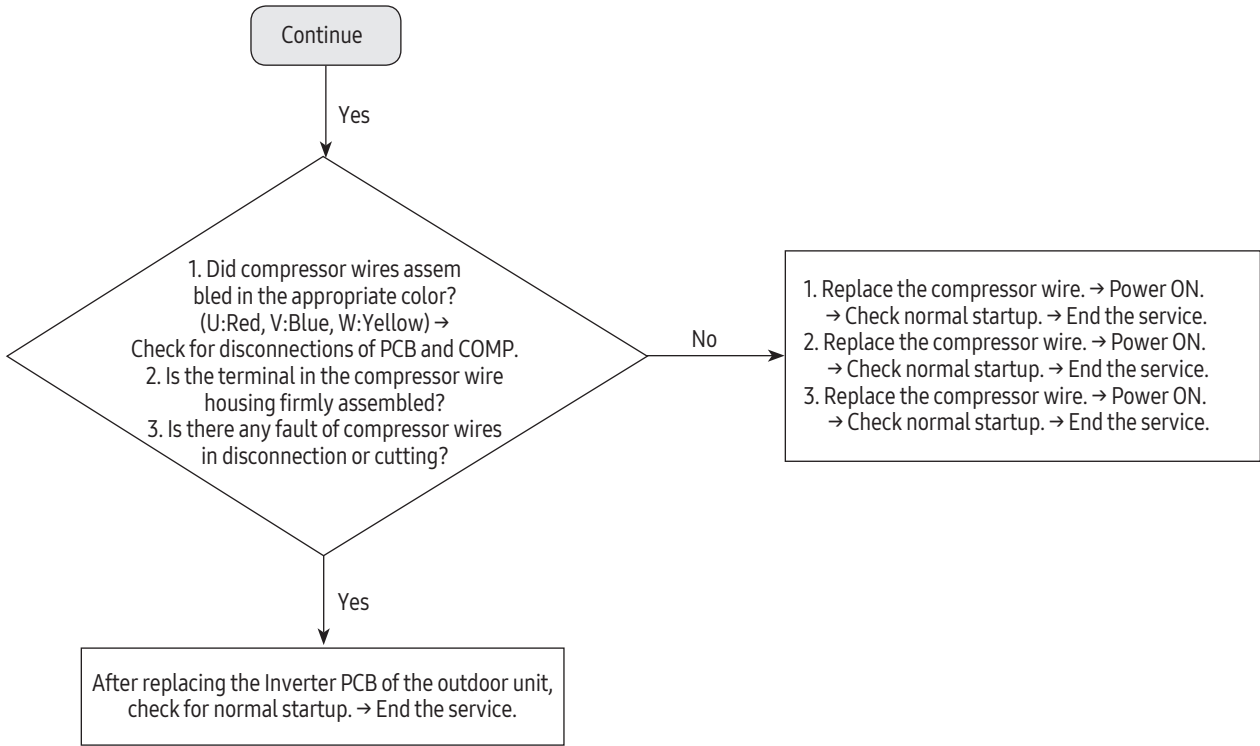 Continue
Yes
1. Did compressor wires assem
bled in the appropriate color?
(U:Red, V:Blue, W:Yellow) →
Check for disconnections of PCB and COMP.
2. Is the terminal in the compressor wire
housing firmly assembled?
3. Is there any fault of compressor wires
in disconnection or cutting?
No
1. Replace the compressor wire. → Power ON.
→ Check normal startup. → End the service.
2. Replace the compressor wire. → Power ON.
→ Check normal startup. → End the service.
3. Replace the compressor wire. → Power ON.
→ Check normal startup. → End the service.
Yes
After replacing the Inverter PCB of the outdoor unit,
check for normal startup. → End the service.